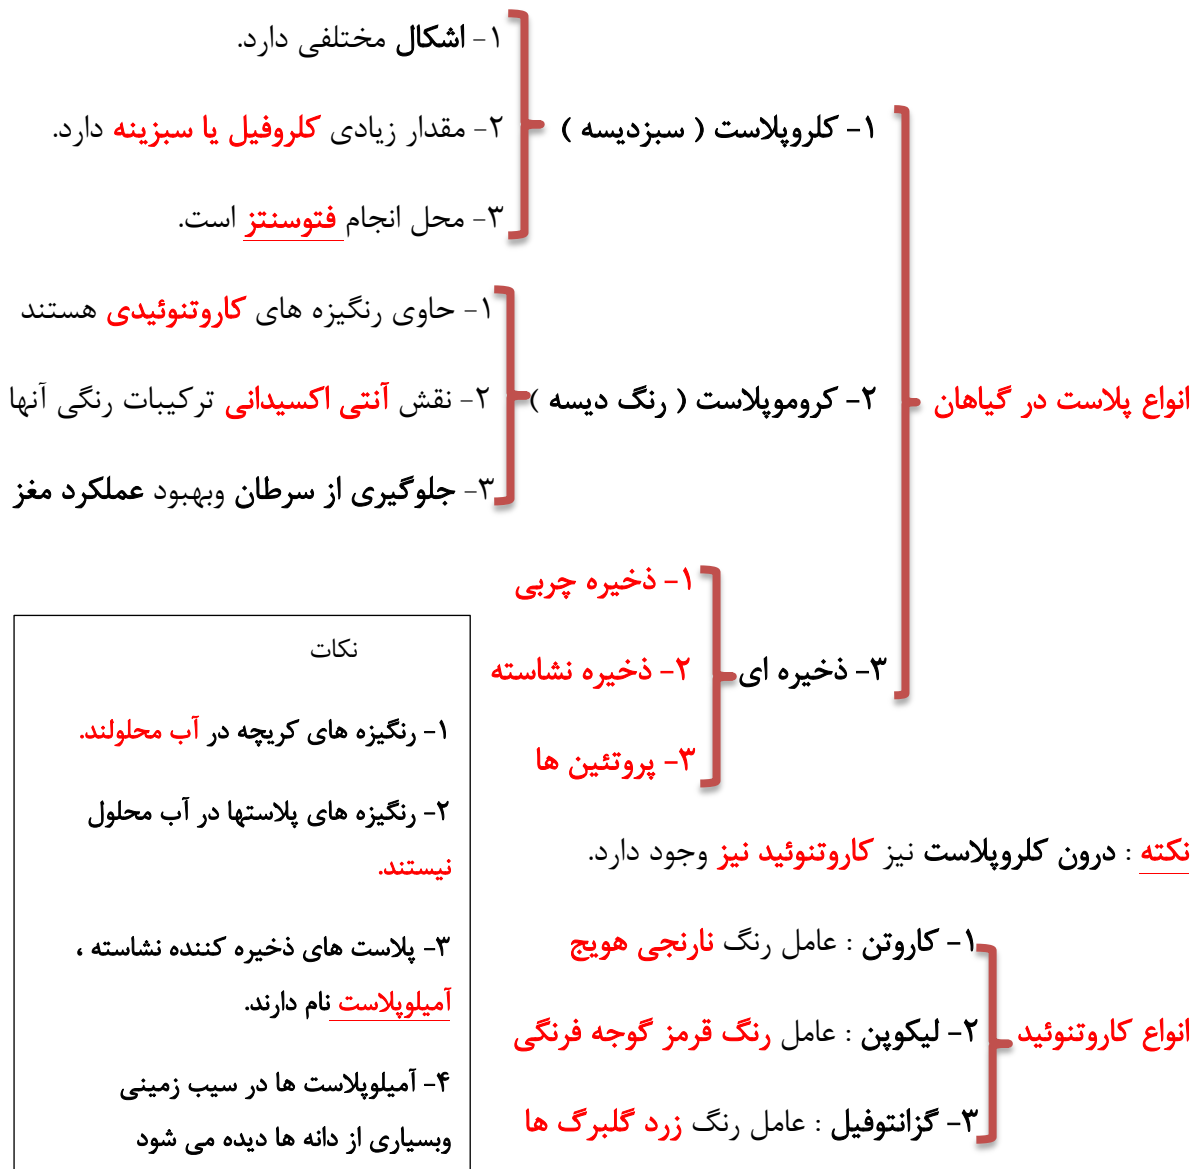 انواع پلاست در گیاهان
۱- کلروپلاست ( سبزدیسه )
۱- اشکال مختلفی دارد.
۲- مقدار زیادی کلروفیل یا سبزینه دارد.
۳- محل انجام فتوسنتز است.
۲- کروموپلاست ( رنگ دیسه )
۱- حاوی رنگیزه های کاروتنوئیدی هستند
۲- نقش آنتی اکسیدانی ترکیبات رنگی آنها
۳- جلوگیری از سرطان وبهبود عملکرد مغز
۳- ذخیره ای
۱- ذخیره چربی
۲- ذخیره نشاسته
۳- پروتئین ها
نکته : درون کلروپلاست نیز کاروتنوئید نیز وجود دارد.
انواع کاروتنوئید
۱- کاروتن : عامل رنگ نارنجی هویج
۲- لیکوپن : عامل رنگ قرمز گوجه فرنگی
۳- گزانتوفیل : عامل رنگ زرد گلبرگ ها
نکات
۱- رنگیزه های کریچه در آب محلولند.
۲- رنگیزه های پلاستها در آب محلول
نیستند.
۳- پلاست های ذخیره کننده نشاسته ،
آمیلوپلاست نام دارند.
۴- آمیلوپلاست ها در سیب زمینی
وبسیاری از دانه ها دیده می شود